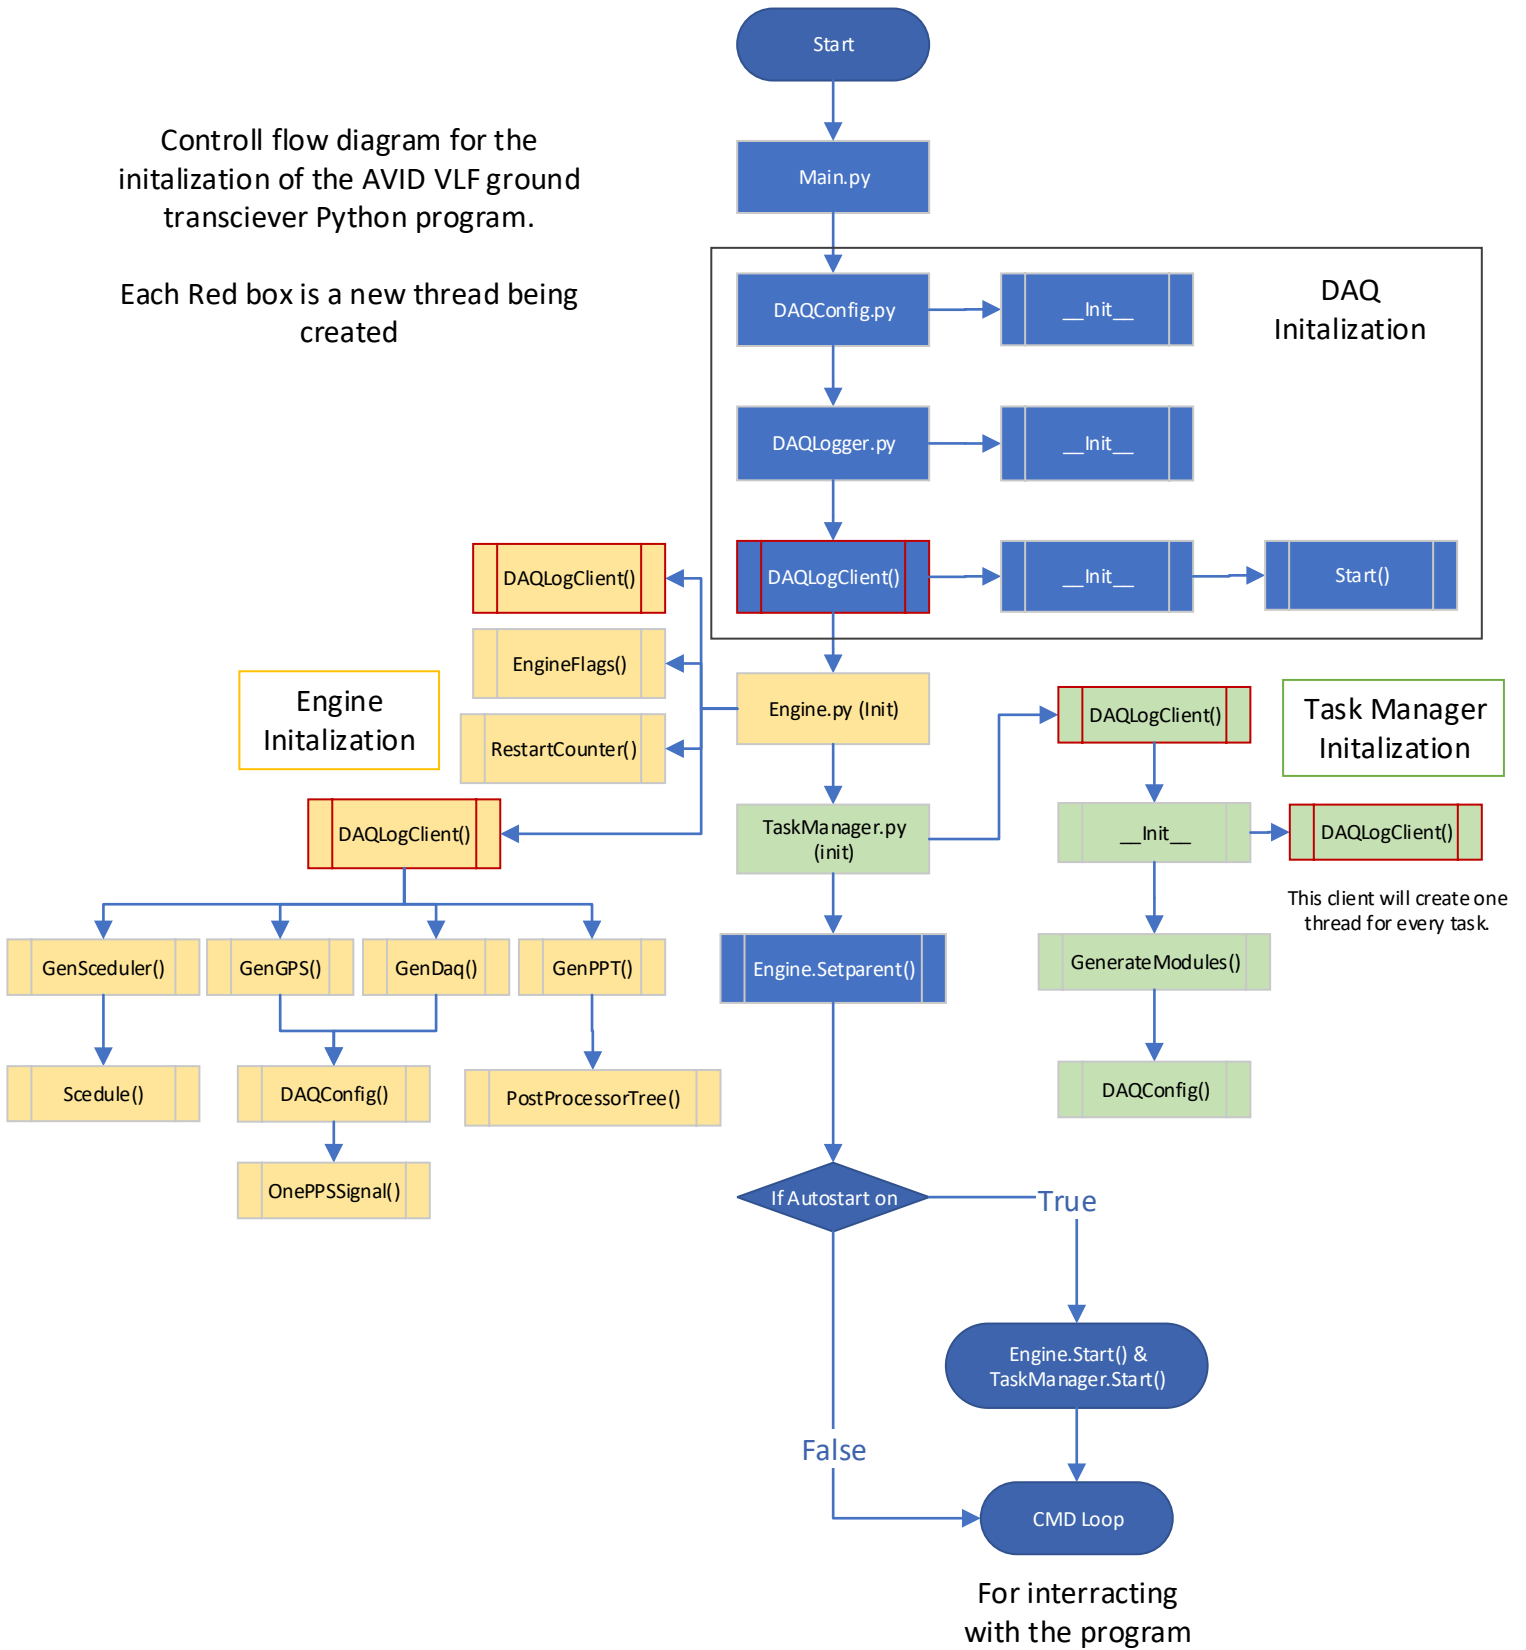 Start
Controll flow diagram for the
initalization of the AVID VLF ground
transciever Python program.
Each Red box is a new thread being
created
Main.py
DAQConfig.py
__Init__
DAQ
Initalization
DAQLogger.py
__Init__
DAQLogClient()
__Init__
Start()
DAQLogClient()
EngineFlags()
RestartCounter()
Engine
Initalization
Engine.py (Init)
DAQLogClient()
Task Manager
Initalization
DAQLogClient()
TaskManager.py
(init)
__Init__
DAQLogClient()
This client will create one
thread for every task.
GenSceduler()
GenGPS()
GenDaq()
GenPPT()
Engine.Setparent()
GenerateModules()
Scedule()
DAQConfig()
PostProcessorTree()
DAQConfig()
OnePPSSignal()
If Autostart on
True
Engine.Start() &
TaskManager.Start()
False
CMD Loop
For interracting
with the program